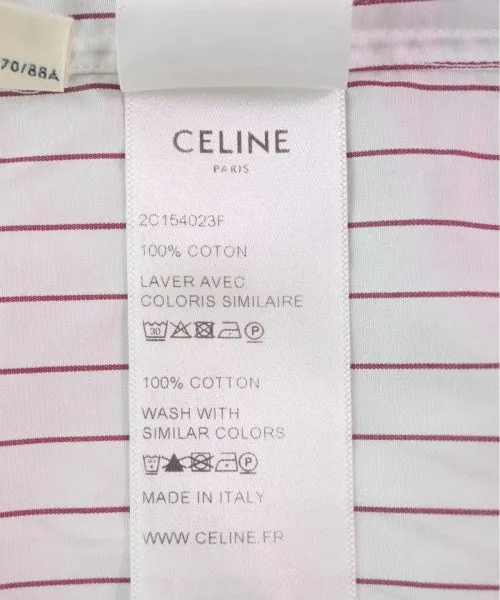 70/88A
CELINE
PARIS
2C154023F
100% COTON
LAVER AVEC
COLORIS SIMILAIRE
30 P
100% COTTON
WASH WITH
SIMILAR COLORS
P
MADE IN ITALY
WWW.CELINE.FR